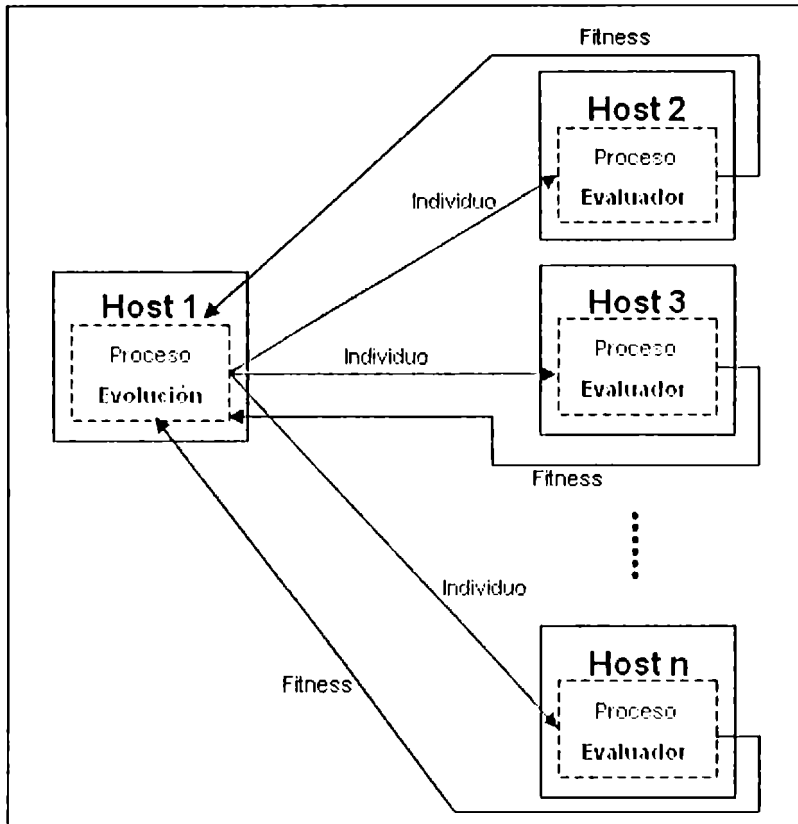 Fitness
Host 2
Proceso
Evaluador
Individuo
Host 1
Proceso
Evolución
Host 3
Proceso
Evaluador
Individuo
Fitness
Individuo
Host n
Proceso
Evaluador
Fitness